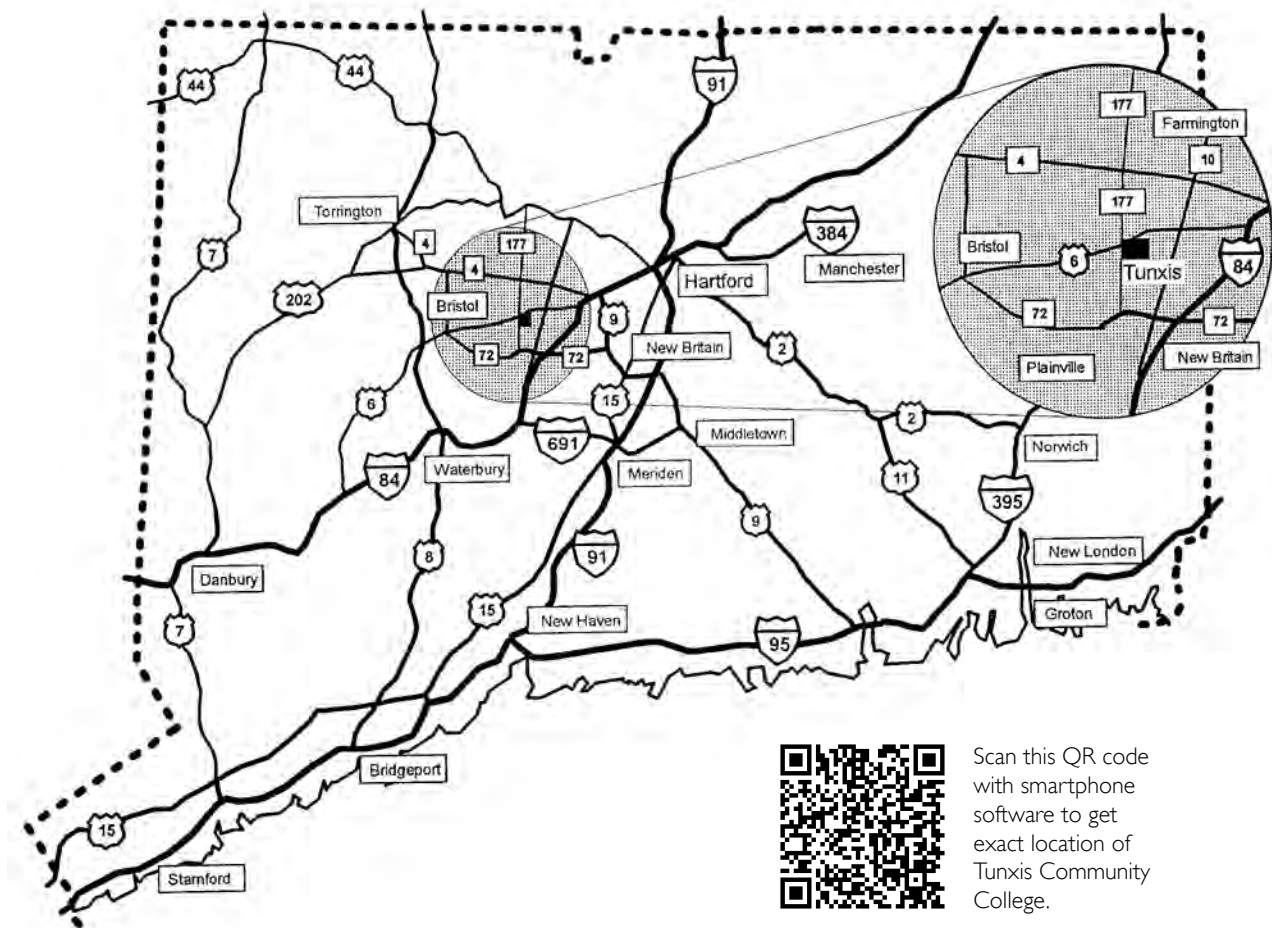 44
44
91
177
Farmington
4
10
177
Bristol
6
Tunxis
84
72
72
Plainville
New Britain
Torrington
7
4
177
4
384
Manchester
Hartford
202
Bristol
9
72
72
New Britain
2
6
15
2
691
Middletown
Norwich
84
Waterbury
Meriden
11
395
9
8
91
New London
Danbury
7
15
New Haven
95
Groton
Bridgeport
15
Stamford
Scan this QR code
with smartphone
software to get
exact location of
Tunxis Community
College.